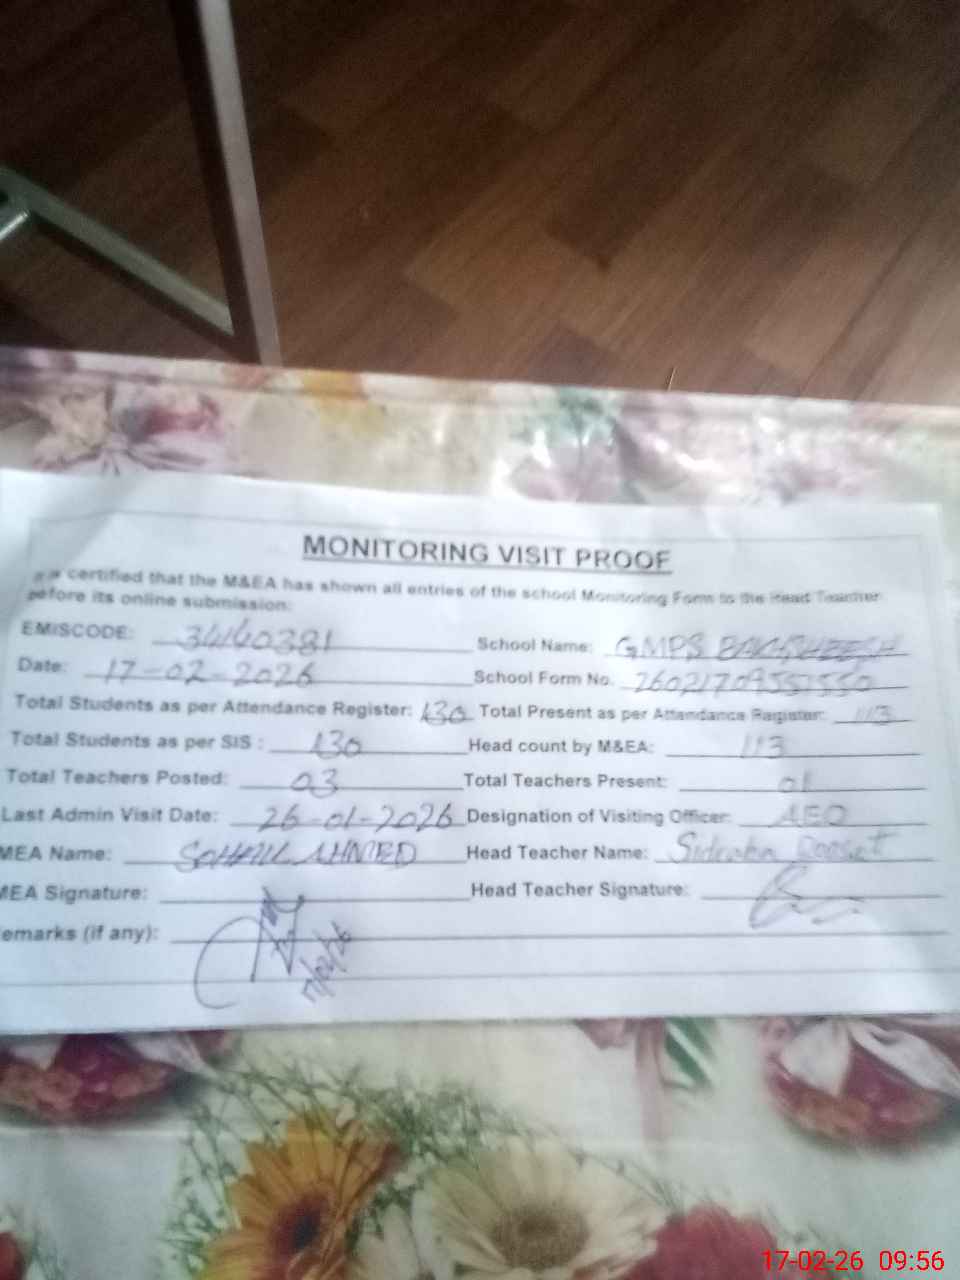 MONITORING VISIT PROOF
is certified that the M&EA has shown all entries of the school Monitoring Form to the Head Teacher
before its online submission:
EMISCODE: 34140381 School Name: GMPS BAKHSHEESH
Date: 17-02-2026 School Form No.
Total Students as per Attendance Register: 130 Total Present as per Attendance Register: 113
Total Students as per SIS : 130 Head count by M&EA: 113
Total Teachers Posted: 03 Total Teachers Present: 01
Last Admin Visit Date: 26-01-2026 Designation of Visiting Officer: AEO
MEA Name: SOHAIL AHMED Head Teacher Name:
MEA Signature: Head Teacher Signature:
emarks (if any):
17/02/26
17-02-26 09:56